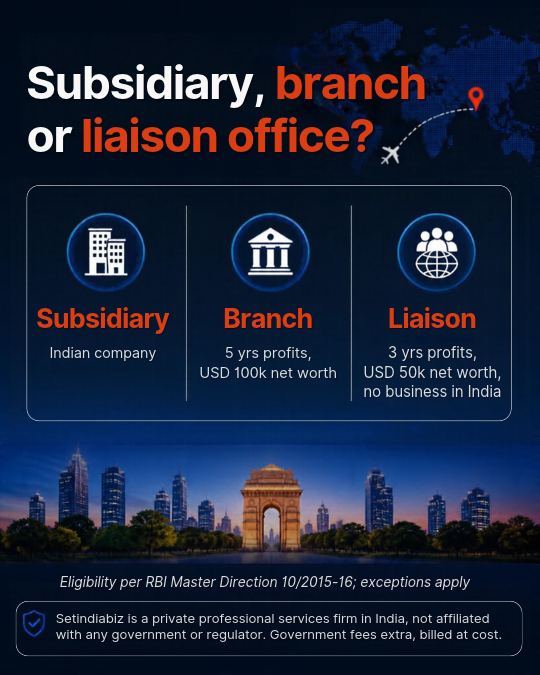 Subsidiary, branch
or liaison office?
Subsidiary
Indian company
Branch
5 yrs profits,
USD 100k net worth
Liaison
3 yrs profits,
USD 50k net worth,
no business in India
Eligibility per RBI Master Direction 10/2015-16; exceptions apply
Setindiabiz is a private professional services firm in India, not affiliated
with any government or regulator. Government fees extra, billed at cost.